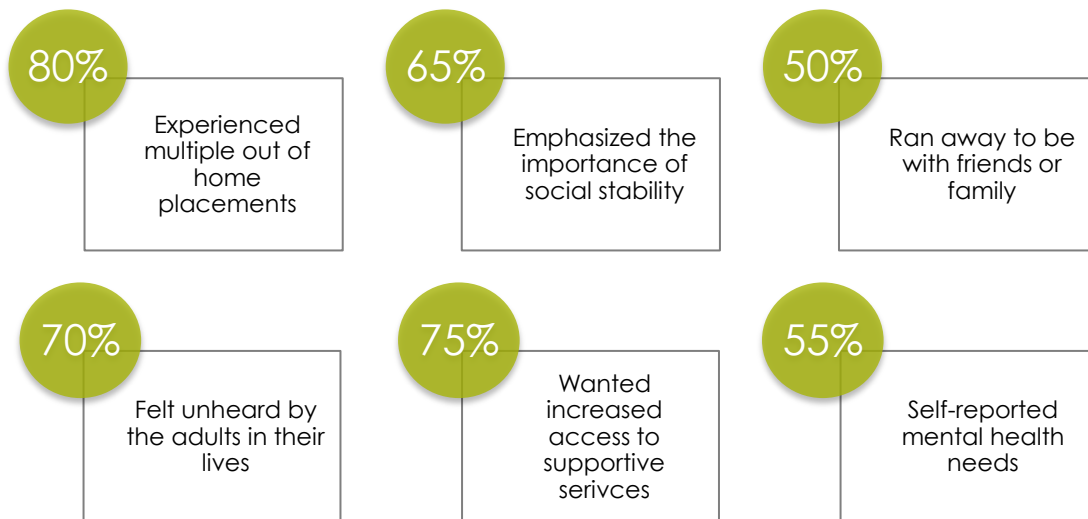 80%
Experienced
multiple out of
home
placements
65%
Emphasized the
importance of
social stability
50%
Ran away to be
with friends or
family
70%
Felt unheard by
the adults in their
lives
75%
Wanted
increased
access to
supportive
serivces
55%
Self-reported
mental health
needs